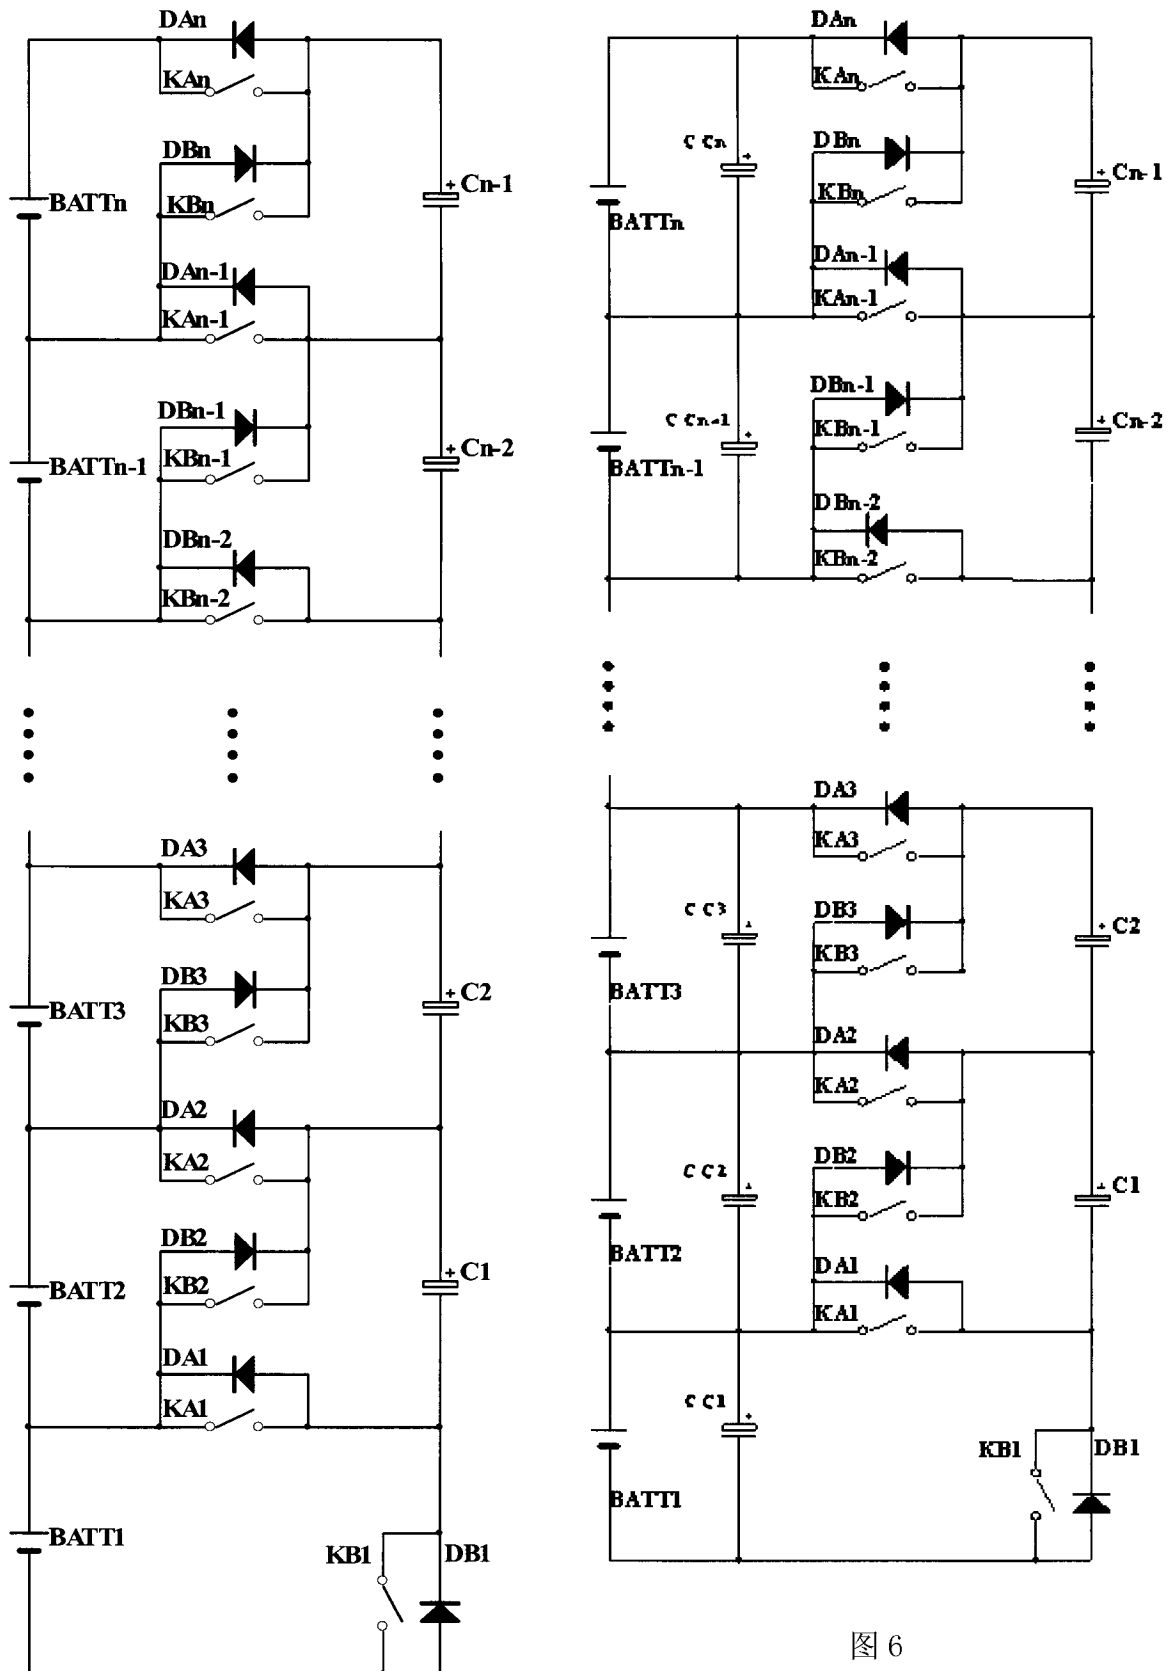 DAn
KAn
DBn
KBn
BATTn
+ Cn-1
DAn-1
KAn-1
DBn-1
KBn-1
BATTn-1
+ Cn-2
DBn-2
KBn-2
DA3
KA3
DB3
KB3
BATT3
+ C2
DA2
KA2
DB2
KB2
BATT2
+ C1
DA1
KA1
BATT1
KB1
DB1
DAn
KAn
CCn
+
DBn
KBn
BATTn
+ Cn-1
DAn-1
KAn-1
DBn-1
KBn-1
CCn-1
+
BATTn-1
+ Cn-2
DBn-2
KBn-2
DA3
KA3
CC3
+
DB3
KB3
BATT3
+ C2
DA2
KA2
CC2
+
DB2
KB2
BATT2
+ C1
DA1
KA1
CC1
+
BATT1
KB1
DB1
图 6